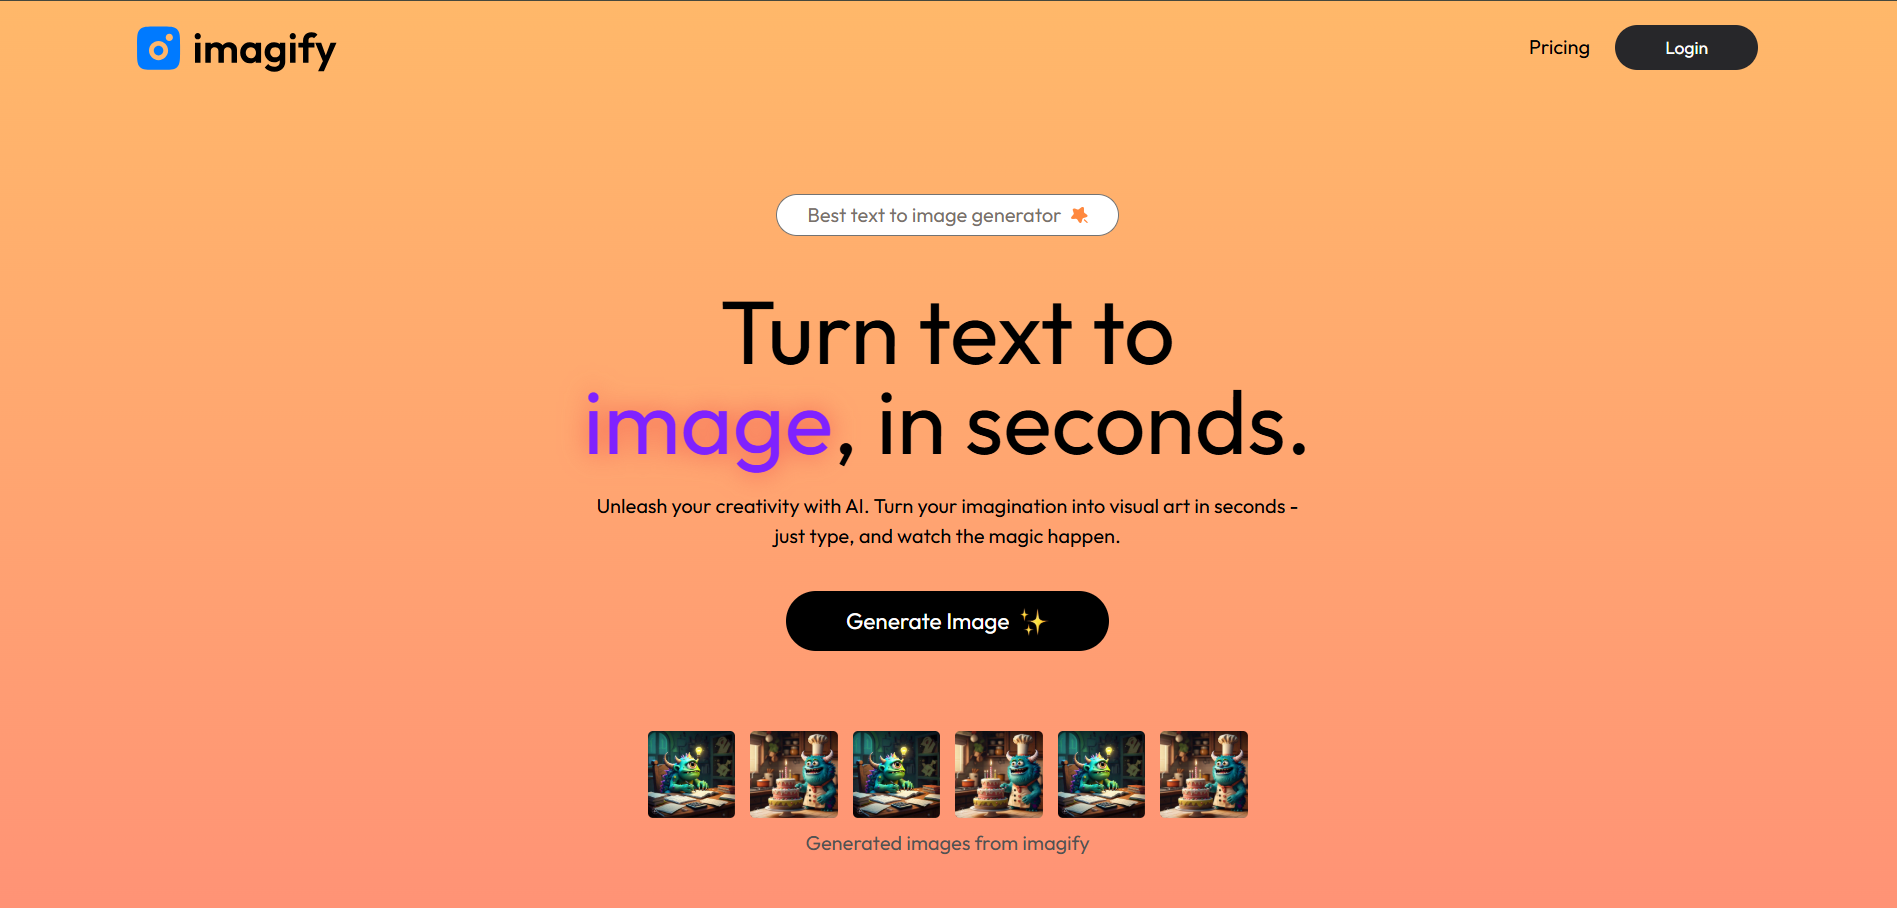 imagify
Pricing
Login
Best text to image generator
Turn text to
image, in seconds.
Unleash your creativity with AI. Turn your imagination into visual art in seconds -
just type, and watch the magic happen.
Generate Image ✨
Generated images from imagify